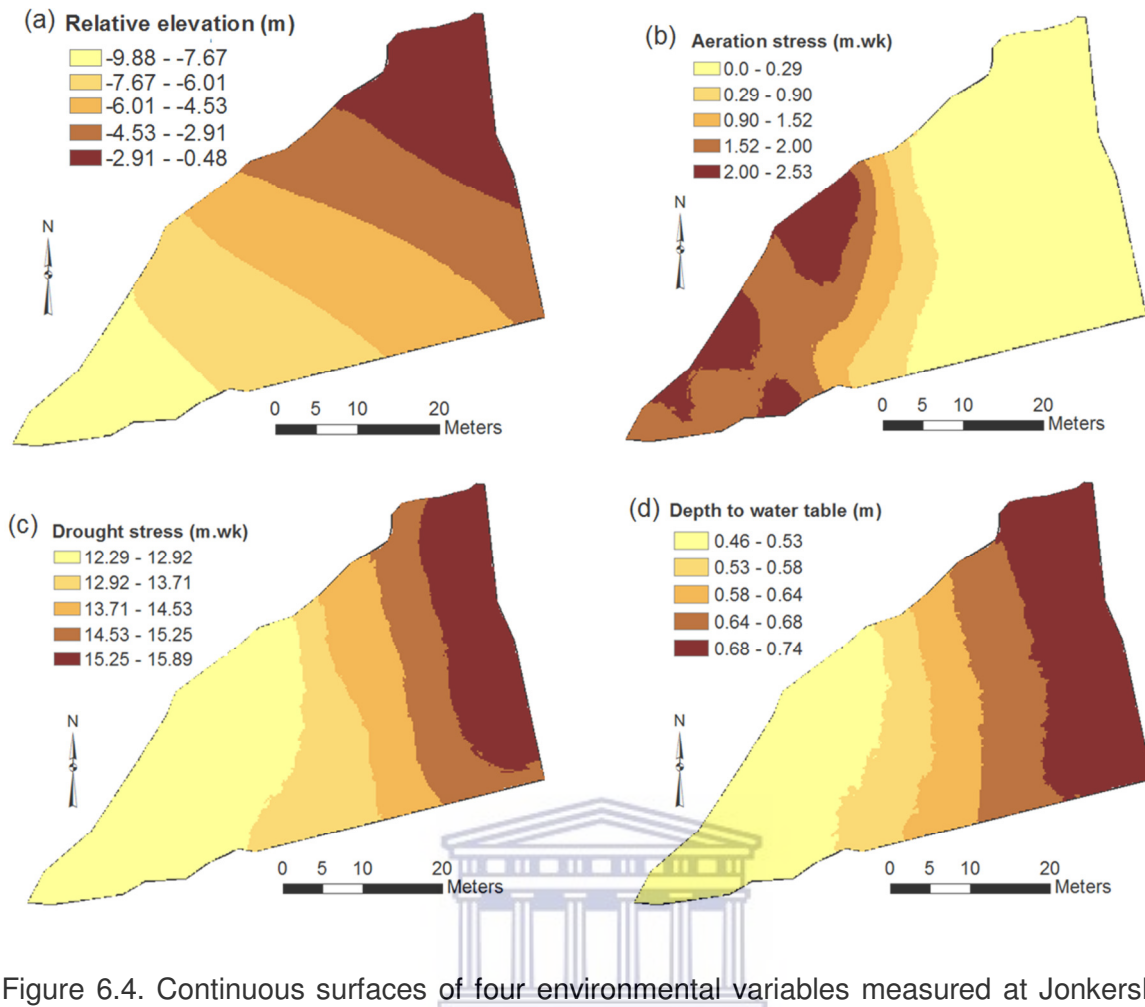 (a) Relative elevation (m)
-9.88 - -7.67
-7.67 - -6.01
-6.01 - -4.53
-4.53 - -2.91
-2.91 - -0.48
N
0 5 10 20
Meters
(b) Aeration stress (m.wk)
0.0 - 0.29
0.29 - 0.90
0.90 - 1.52
1.52 - 2.00
2.00 - 2.53
N
0 5 10 20
Meters
(c) Drought stress (m.wk)
12.29 - 12.92
12.92 - 13.71
13.71 - 14.53
14.53 - 15.25
15.25 - 15.89
N
0 5 10 20
Meters
(d) Depth to water table (m)
0.46 - 0.53
0.53 - 0.58
0.58 - 0.64
0.64 - 0.68
0.68 - 0.74
N
0 5 10 20
Meters
Figure 6.4. Continuous surfaces of four environmental variables measured at Jonkers